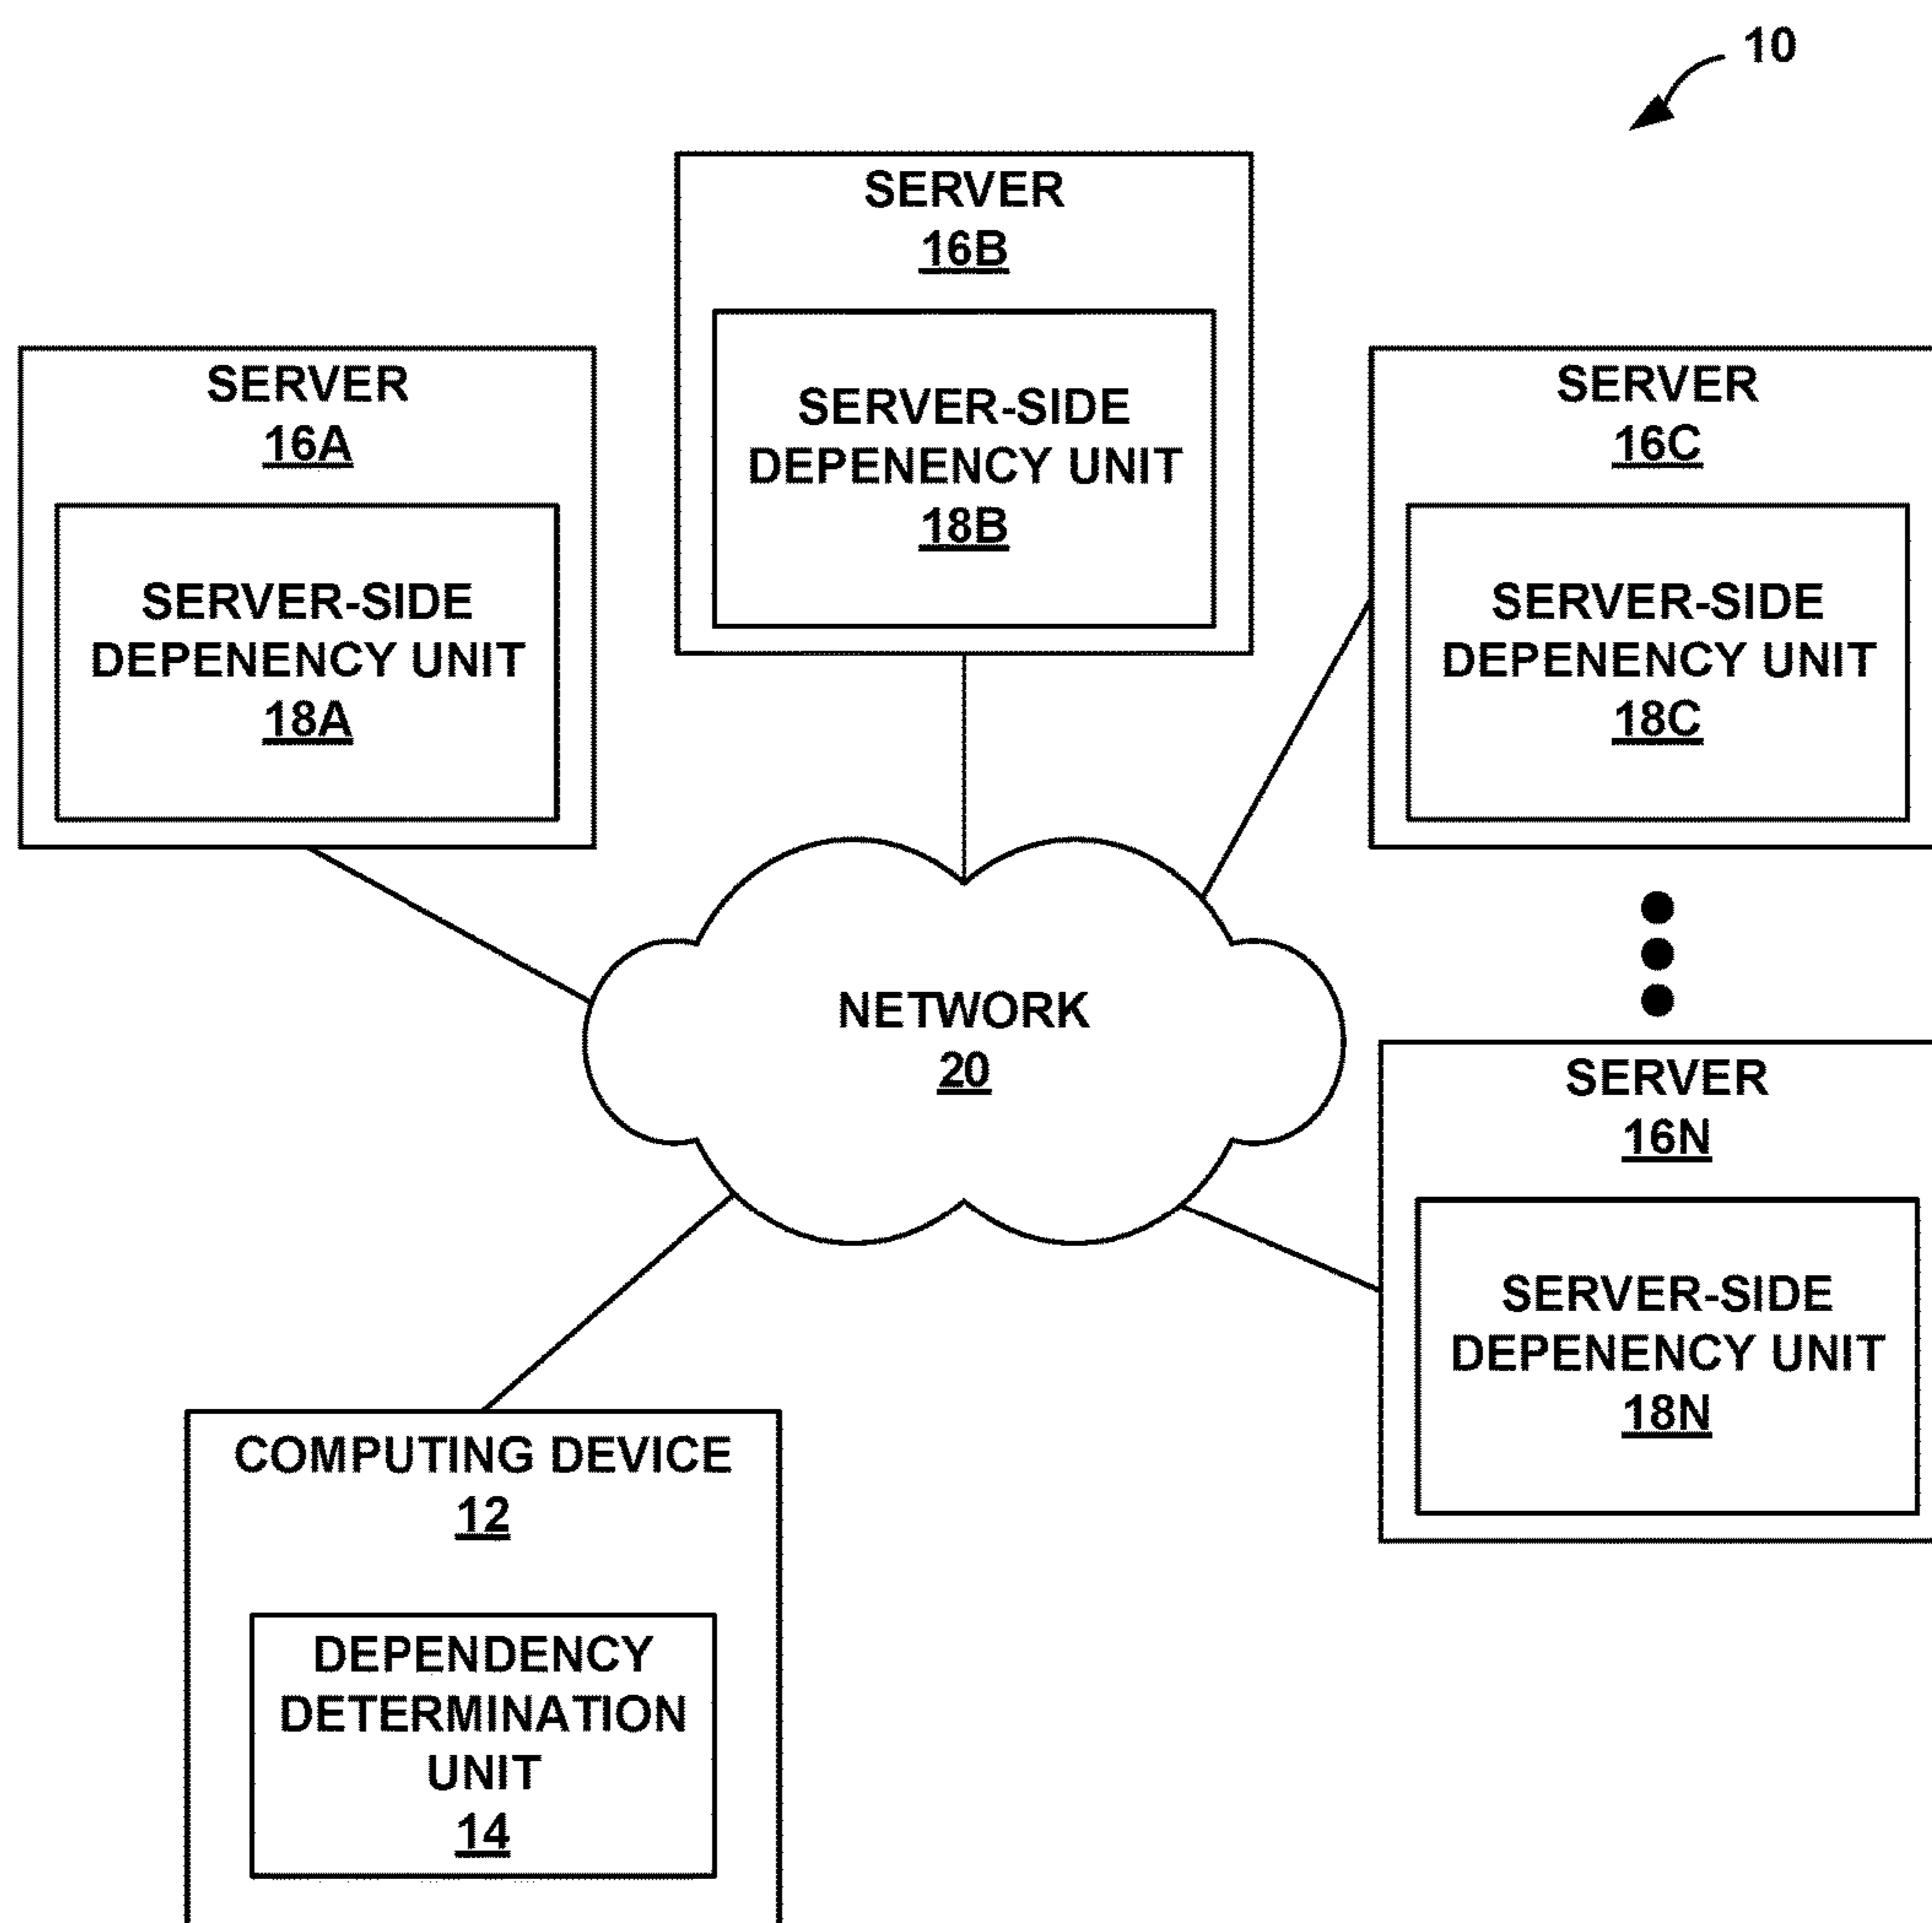 10
SERVER
16B
SERVER-SIDE
DEPENENCY UNIT
18B
SERVER
16A
SERVER-SIDE
DEPENENCY UNIT
18A
SERVER
16C
SERVER-SIDE
DEPENENCY UNIT
18C
NETWORK
20
SERVER
16N
SERVER-SIDE
DEPENENCY UNIT
18N
COMPUTING DEVICE
12
DEPENDENCY
DETERMINATION
UNIT
14